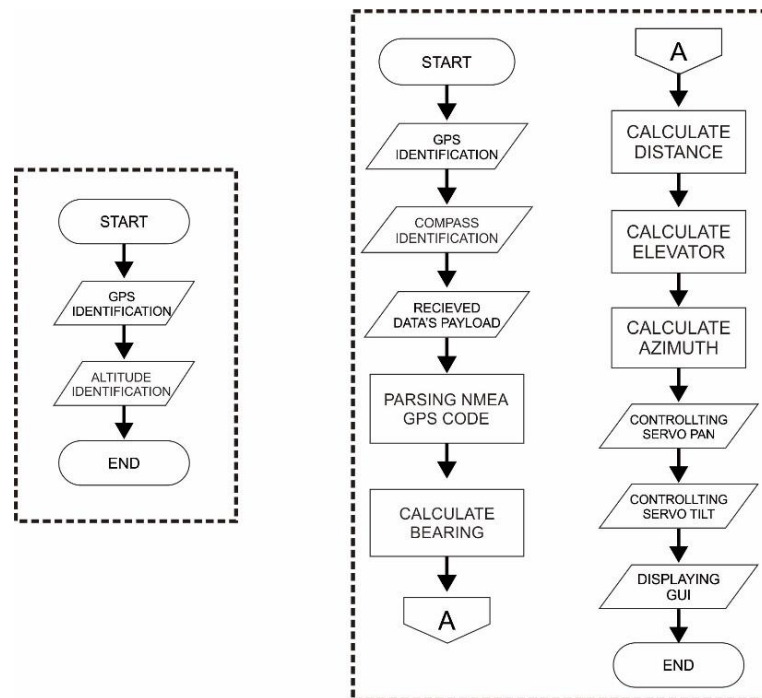 START
GPS
IDENTIFICATION
ALTITUDE
IDENTIFICATION
END
START
GPS
IDENTIFICATION
COMPASS
IDENTIFICATION
RECIEVED
DATA'S PAYLOAD
PARSING NMEA
GPS CODE
CALCULATE
BEARING
A
A
CALCULATE
DISTANCE
CALCULATE
ELEVATOR
CALCULATE
AZIMUTH
CONTROLLTING
SERVO PAN
CONTROLLTING
SERVO TILT
DISPLAYING
GUI
END